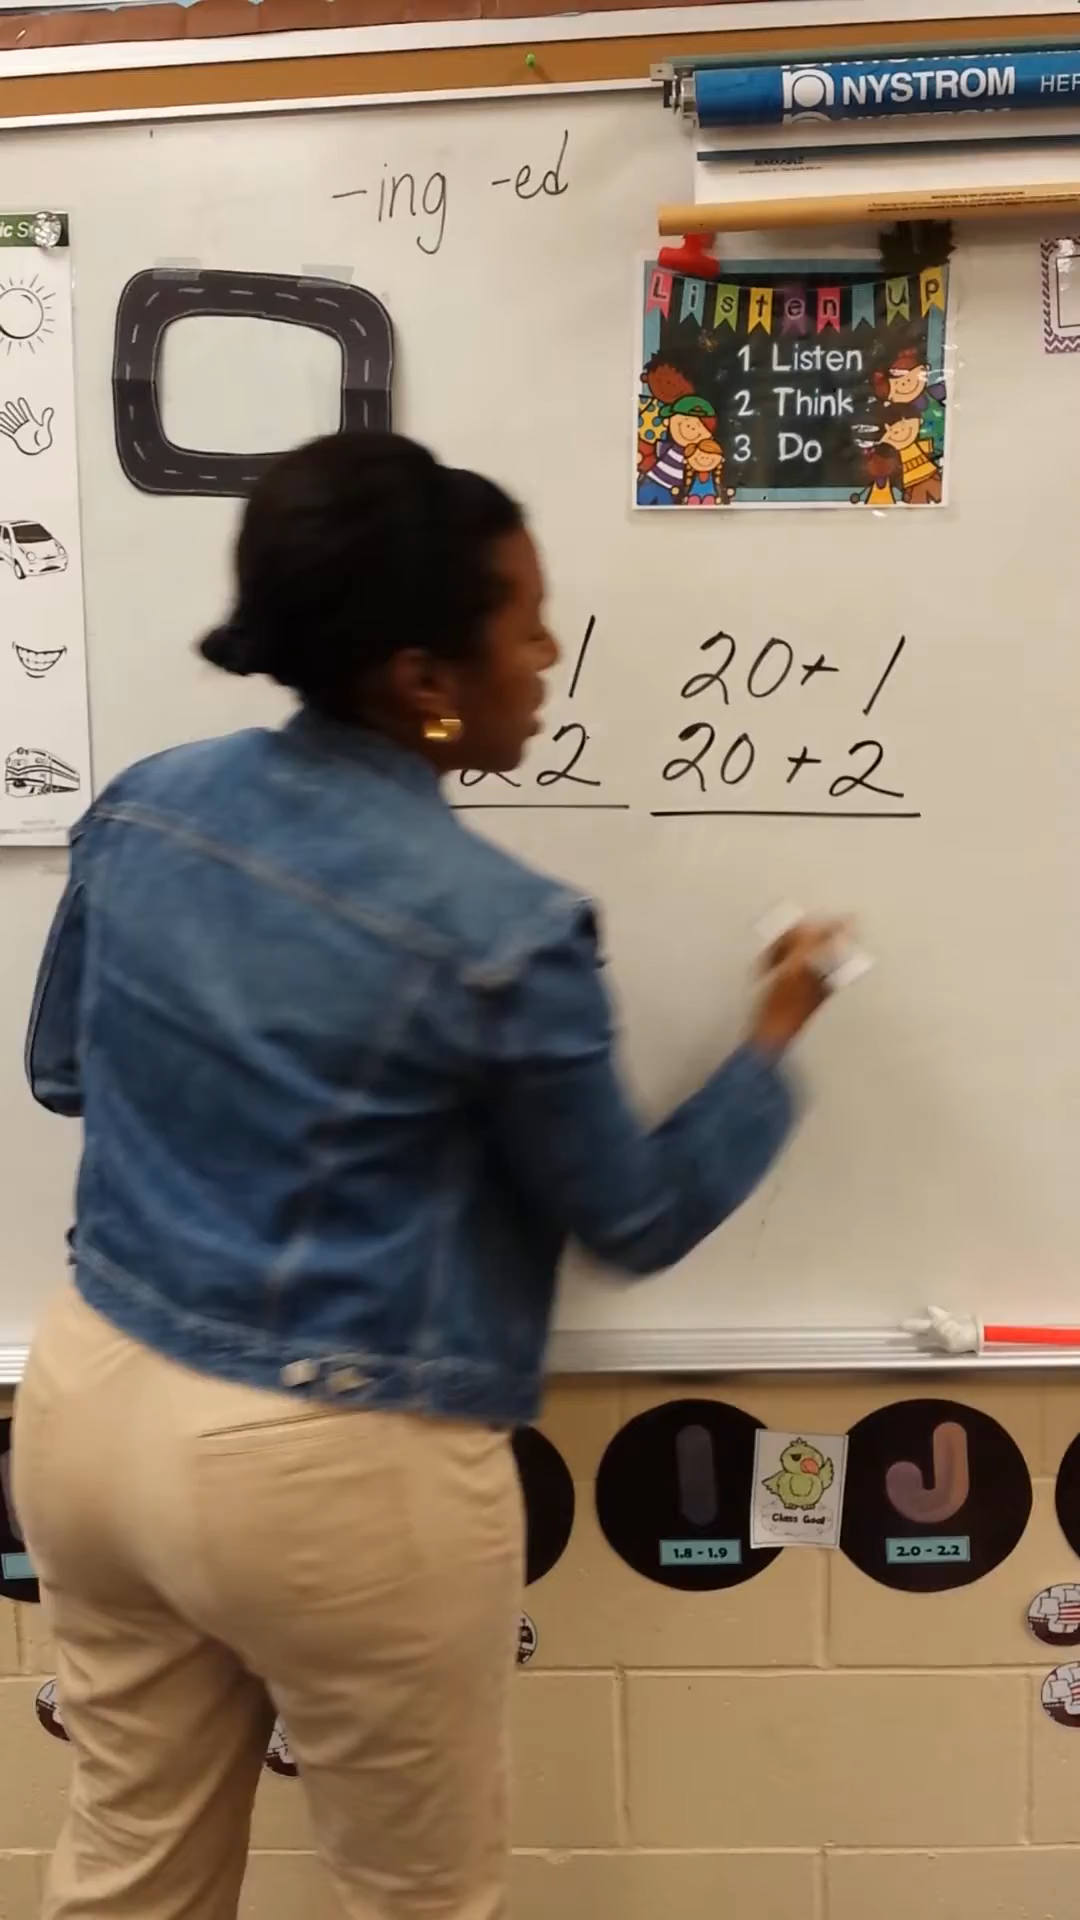 NYSTROM
-ing -ed
Listen up
1. Listen
2. Think
3. Do
1
22
20+ 1
20 + 2
1.8 - 1.9
Class Goal
2.0 - 2.2